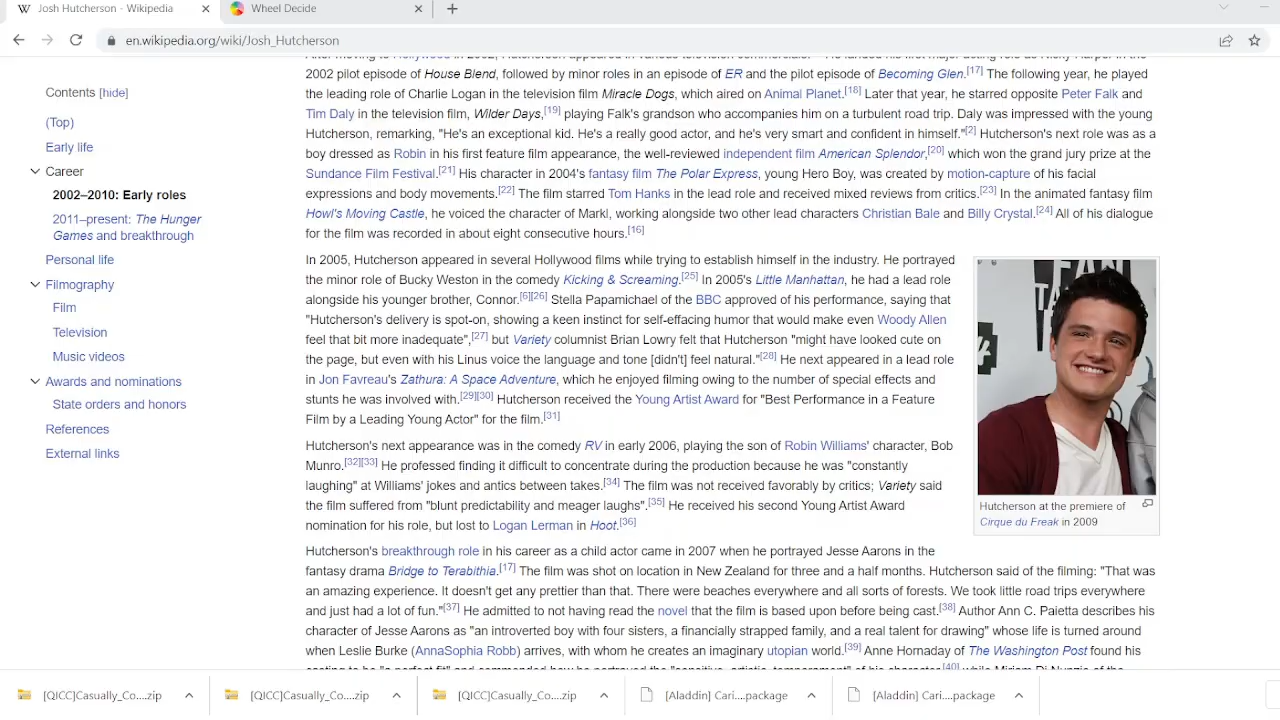 Josh Hutcherson - Wikipedia
Wheel Decide
en.wikipedia.org/wiki/Josh_Hutcherson
Contents [hide]
(Top)
Early life
Career
2002–2010: Early roles
2011–present: The Hunger
Games and breakthrough
Personal life
Filmography
Film
Television
Music videos
Awards and nominations
State orders and honors
References
External links
2002 pilot episode of House Blend, followed by minor roles in an episode of ER and the pilot episode of Becoming Glen.[17] The following year, he played
the leading role of Charlie Logan in the television film Miracle Dogs, which aired on Animal Planet.[18] Later that year, he starred opposite Peter Falk and
Tim Daly in the television film, Wilder Days,[19] playing Falk's grandson who accompanies him on a turbulent road trip. Daly was impressed with the young
Hutcherson, remarking, "He's an exceptional kid. He's a really good actor, and he's very smart and confident in himself."[2] Hutcherson's next role was as a
boy dressed as Robin in his first feature film appearance, the well-reviewed independent film American Splendor,[20] which won the grand jury prize at the
Sundance Film Festival.[21] His character in 2004's fantasy film The Polar Express, young Hero Boy, was created by motion-capture of his facial
expressions and body movements.[22] The film starred Tom Hanks in the lead role and received mixed reviews from critics.[23] In the animated fantasy film
Howl's Moving Castle, he voiced the character of Markl, working alongside two other lead characters Christian Bale and Billy Crystal.[24] All of his dialogue
for the film was recorded in about eight consecutive hours.[16]
In 2005, Hutcherson appeared in several Hollywood films while trying to establish himself in the industry. He portrayed
the minor role of Bucky Weston in the comedy Kicking & Screaming.[25] In 2005's Little Manhattan, he had a lead role
alongside his younger brother, Connor.[6][26] Stella Papamichael of the BBC approved of his performance, saying that
"Hutcherson's delivery is spot-on, showing a keen instinct for self-effacing humor that would make even Woody Allen
feel that bit more inadequate",[27] but Variety columnist Brian Lowry felt that Hutcherson "might have looked cute on
the page, but even with his Linus voice the language and tone [didn't] feel natural."[28] He next appeared in a lead role
in Jon Favreau's Zathura: A Space Adventure, which he enjoyed filming owing to the number of special effects and
stunts he was involved with.[29][30] Hutcherson received the Young Artist Award for "Best Performance in a Feature
Film by a Leading Young Actor" for the film.[31]
Hutcherson at the premiere of
Cirque du Freak in 2009
Hutcherson's next appearance was in the comedy RV in early 2006, playing the son of Robin Williams' character, Bob
Munro.[32][33] He professed finding it difficult to concentrate during the production because he was "constantly
laughing" at Williams' jokes and antics between takes.[34] The film was not received favorably by critics; Variety said
the film suffered from "blunt predictability and meager laughs".[35] He received his second Young Artist Award
nomination for his role, but lost to Logan Lerman in Hoot.[36]
Hutcherson's breakthrough role in his career as a child actor came in 2007 when he portrayed Jesse Aarons in the
fantasy drama Bridge to Terabithia.[17] The film was shot on location in New Zealand for three and a half months. Hutcherson said of the filming: "That was
an amazing experience. It doesn't get any prettier than that. There were beaches everywhere and all sorts of forests. We took little road trips everywhere
and just had a lot of fun."[37] He admitted to not having read the novel that the film is based upon before being cast.[38] Author Ann C. Paietta describes his
character of Jesse Aarons as "an introverted boy with four sisters, a financially strapped family, and a real talent for drawing" whose life is turned around
when Leslie Burke (AnnaSophia Robb) arrives, with whom he creates an imaginary utopian world.[39] Anne Hornaday of The Washington Post found his
[QICC]Casually_Co....zip
[QICC]Casually_Co....zip
[QICC]Casually_Co....zip
[Aladdin] Cari....package
[Aladdin] Cari....package